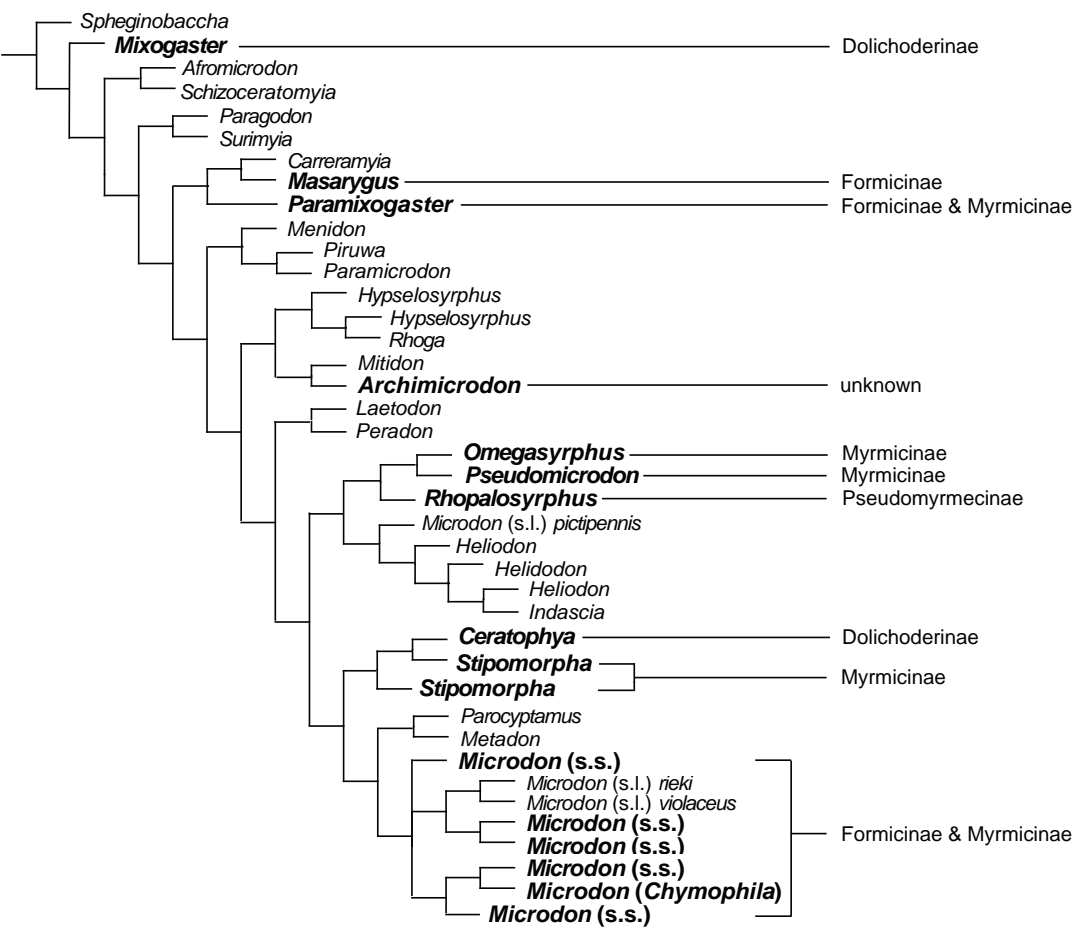 Spheginobaccha
Mixogaster Dolichoderinae
Afromicrodon
Schizoceratomyia
Paragodon
Surimyia
Carreramyia
Masarygus Formicinae
Paramixogaster Formicinae & Myrmicinae
Menidon
Piruwa
Paramicrodon
Hypselosyrphus
Hypselosyrphus
Rhoga
Mitidon
Archimicrodon unknown
Laetodon
Peradon
Omegasyrphus Myrmicinae
Pseudomicrodon Myrmicinae
Rhopalosyrphus Pseudomyrmecinae
Microdon (s.l.) pictipennis
Heliodon
Helidodon
Heliodon
Indascia
Ceratophya Dolichoderinae
Stipomorpha
Myrmicinae
Stipomorpha
Parocyptamus
Metadon
Microdon (s.s.)
Microdon (s.l.) rieki
Microdon (s.l.) violaceus
Microdon (s.s.)
Formicinae & Myrmicinae
Microdon (s.s.)
Microdon (s.s.)
Microdon (Chymophila)
Microdon (s.s.)